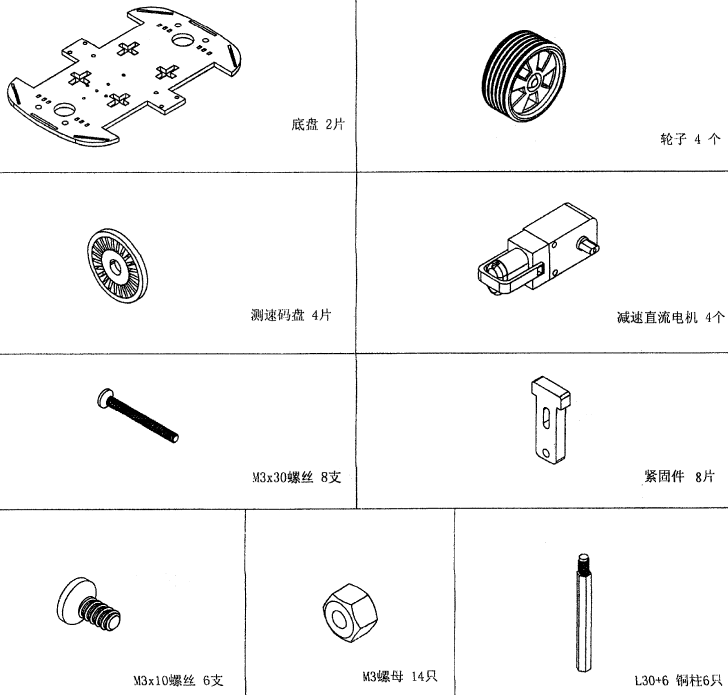 底盘 2片
轮子 4 个
测速码盘 4片
减速直流电机 4个
M3x30螺丝 8支
紧固件 8片
M3x10螺丝 6支
M3螺母 14只
L30+6 铜柱6只